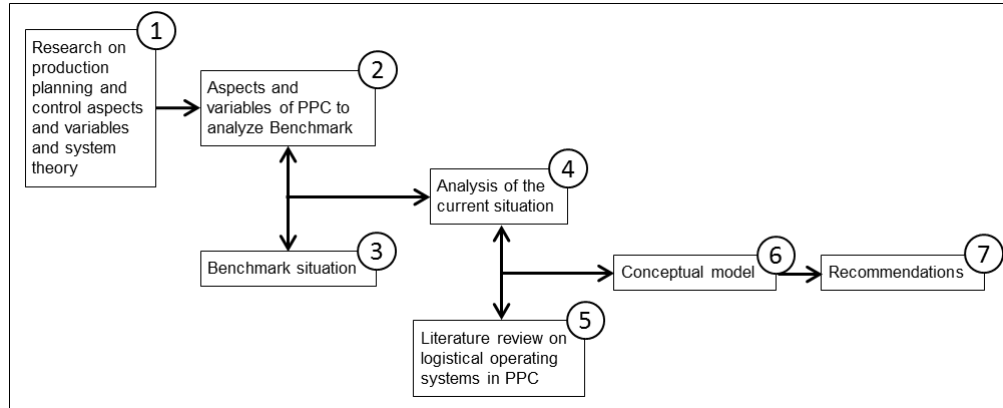 1
Research on
production
planning and
control aspects
and variables
and system
theory
2
Aspects and
variables of PPC to
analyze Benchmark
3
Benchmark situation
4
Analysis of the
current situation
5
Literature review on
logistical operating
systems in PPC
6
Conceptual model
7
Recommendations